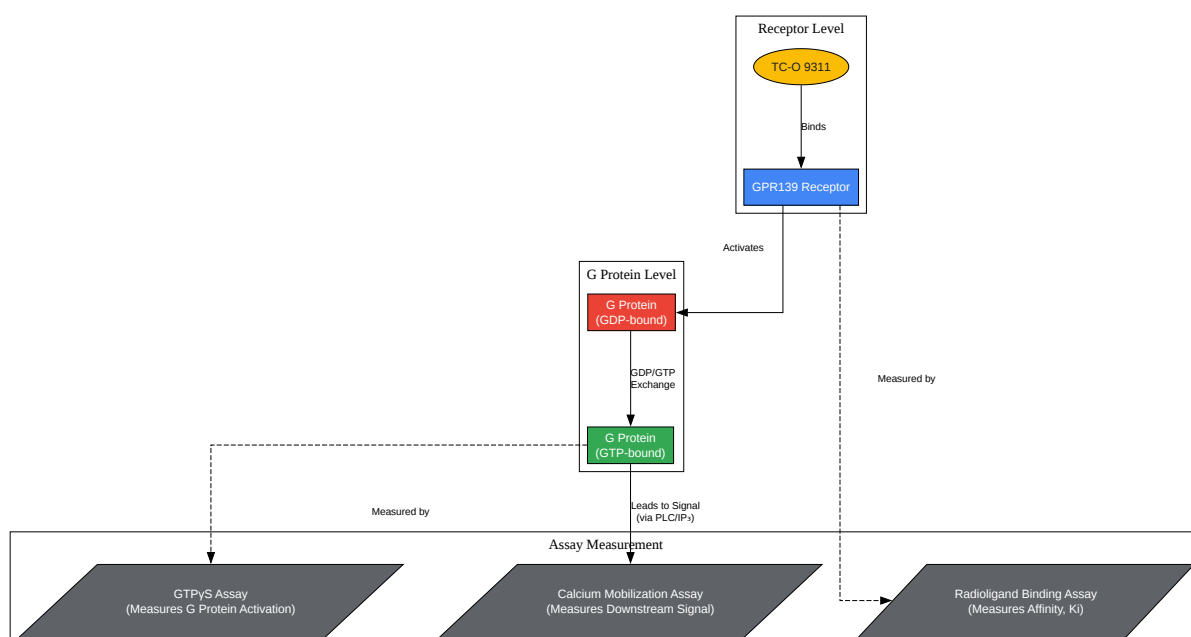 Receptor Level
TC-O 9311
Binds
GPR139 Receptor
Activates
G Protein Level
G Protein
(GDP-bound)
GDP/GTP
Exchange
Measured by
G Protein
(GTP-bound)
Measured by
Leads to Signal
(via PLC/IP₃)
Assay Measurement
GTPγS Assay
(Measures G Protein Activation)
Calcium Mobilization Assay
(Measures Downstream Signal)
Radioligand Binding Assay
(Measures Affinity, Ki)